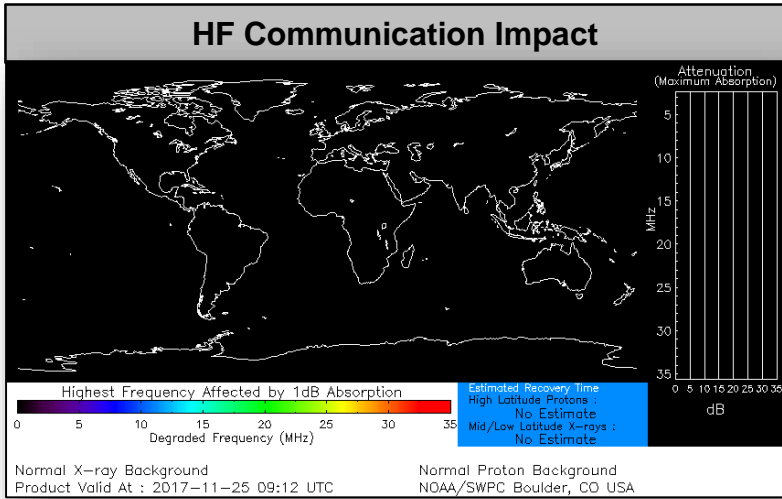 HF Communication Impact
Attenuation
(Maximum Absorption)
5
10
15
20
25
30
35
MHz
0 5 10 15 20 25 30 35
dB
Highest Frequency Affected by 1dB Absorption
0 5 10 15 20 25 30 35
Degraded Frequency (MHz)
Estimated Recovery Time
High Latitude Protons :
No Estimate
Mid/Low Latitude X-rays :
No Estimate
Normal X-ray Background
Normal Proton Background
Product Valid At : 2017-11-25 09:12 UTC
NOAA/SWPC Boulder, CO USA